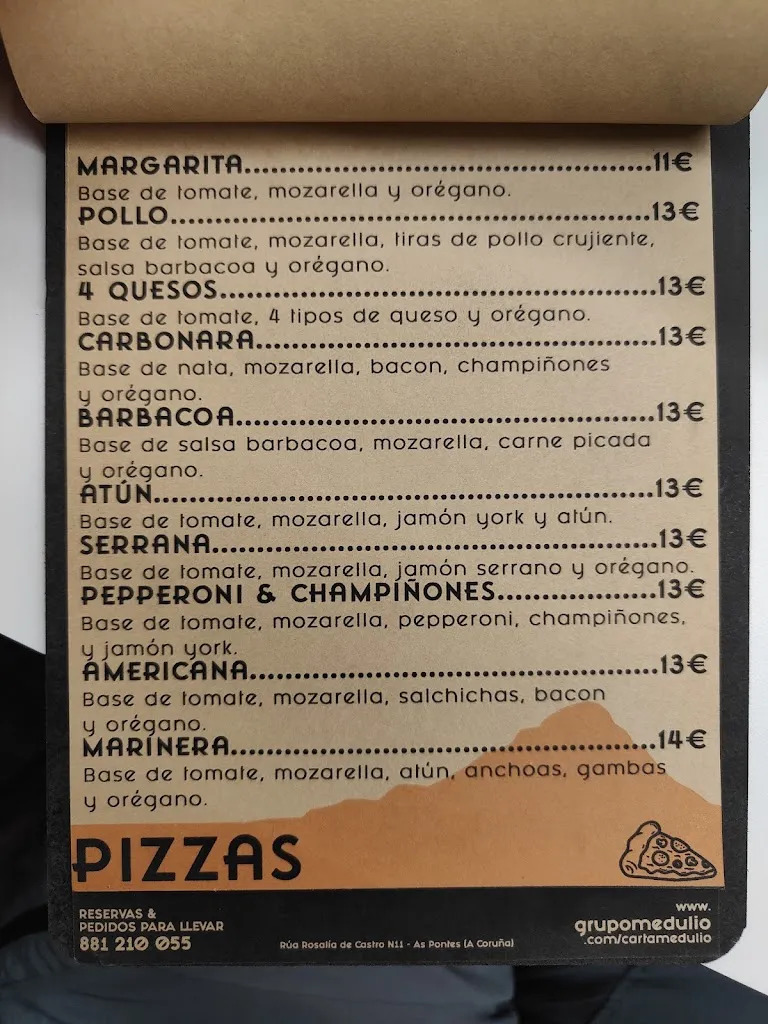 MARGARITA.................................................11€
Base de tomate, mozarella y orégano.
POLLO..........................................................13€
Base de tomate, mozarella, tiras de pollo crujiente,
salsa barbacoa y orégano.
4 QUESOS.....................................................13€
Base de tomate, 4 tipos de queso y orégano.
CARBONARA................................................13€
Base de nata, mozarella, bacon, champiñones
y orégano.
BARBACOA...................................................13€
Base de salsa barbacoa, mozarella, carne picada
y orégano.
ATÚN.............................................................13€
Base de tomate, mozarella, jamón york y atún.
SERRANA......................................................13€
Base de tomate, mozarella, jamón serrano y orégano.
PEPPERONI & CHAMPIÑONES....................13€
Base de tomate, mozarella, pepperoni, champiñones,
y jamón york.
AMERICANA.................................................13€
Base de tomate, mozarella, salchichas, bacon
y orégano.
MARINERA....................................................14€
Base de tomate, mozarella, atún, anchoas, gambas
y orégano.
PIZZAS
RESERVAS &
PEDIDOS PARA LLEVAR
881 210 055
Rúa Rosalía de Castro N11 - As Pontes (A Coruña)
www.
grupomedulio
.com/cartamedulio